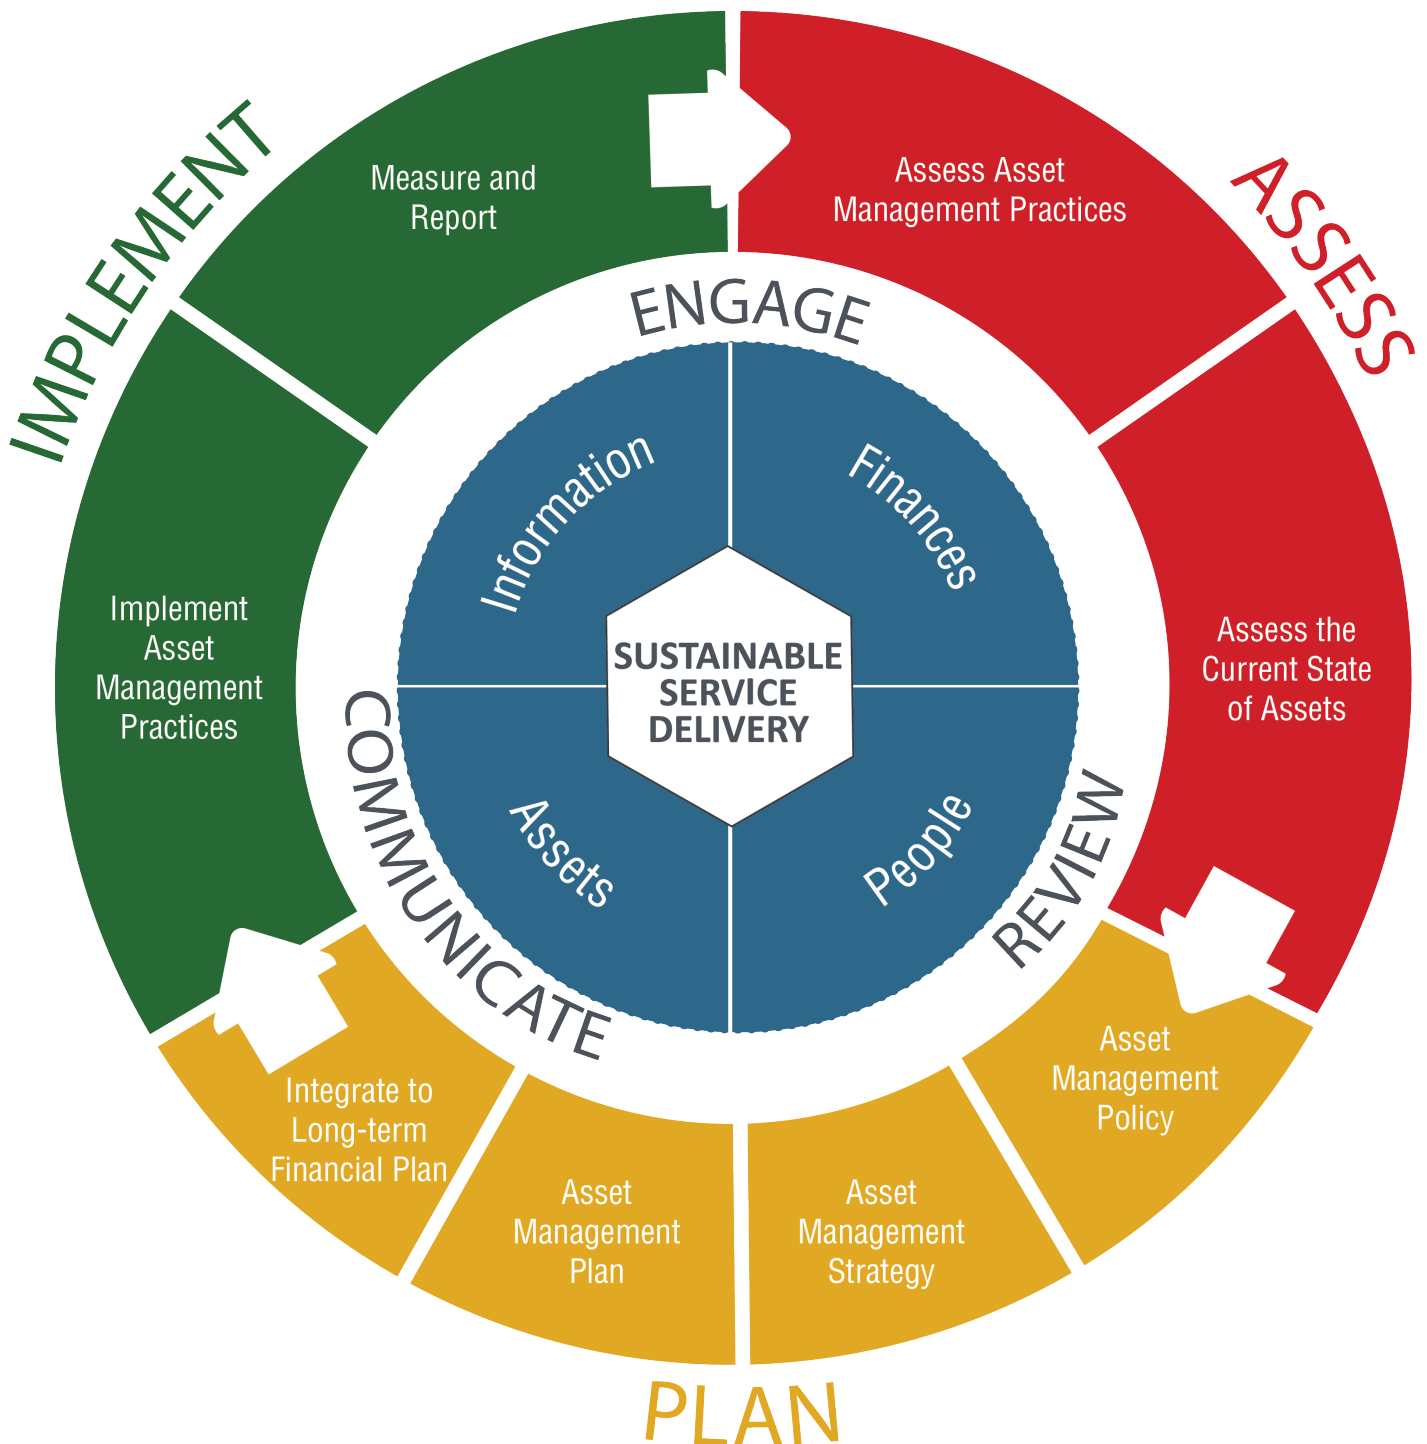 IMPLEMENT
Measure and
Report
Assess Asset
Management Practices
ASSESS
ENGAGE
Information
Finances
Implement
Asset
Management
Practices
SUSTAINABLE
SERVICE
DELIVERY
Assess the
Current State
of Assets
COMMUNICATE
Assets
People
REVIEW
Integrate to
Long-term
Financial Plan
Asset
Management
Plan
Asset
Management
Strategy
Asset
Management
Policy
PLAN